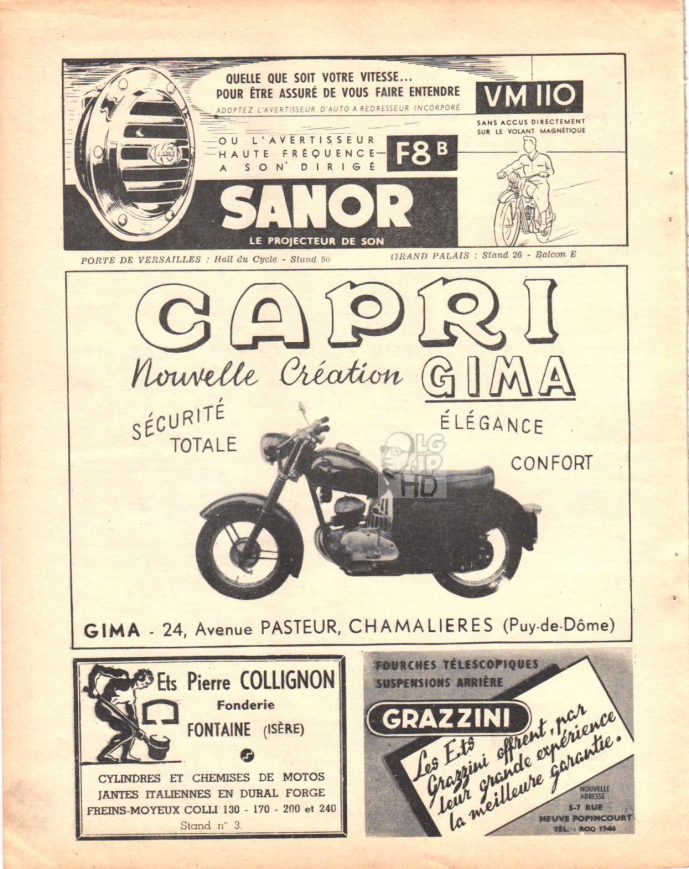 QUELLE QUE SOIT VOTRE VITESSE...
POUR ÊTRE ASSURÉ DE VOUS FAIRE ENTENDRE
ADOPTEZ L'AVERTISSEUR D'AUTO A REDRESSEUR INCORPORÉ
VM 110
SANS ACCUS DIRECTEMENT
SUR LE VOLANT MAGNÉTIQUE
OU L'AVERTISSEUR
HAUTE FRÉQUENCE
A SON DIRIGÉ
F8 B
SANOR
LE PROJECTEUR DE SON
PORTE DE VERSAILLES : Hall du Cycle - Stand 50
GRAND PALAIS : Stand 26 - Balcon E
CAPRI
Nouvelle Création GIMA
SÉCURITÉ
TOTALE
ÉLÉGANCE
CONFORT
LG
JP
HD
GIMA - 24, Avenue PASTEUR, CHAMALIERES (Puy-de-Dôme)
Ets Pierre COLLIGNON
Fonderie
FONTAINE (ISÈRE)
CYLINDRES ET CHEMISES DE MOTOS
JANTES ITALIENNES EN DURAL FORGE
FREINS-MOYEUX COLLI 130 - 170 - 200 et 240
Stand n° 3.
FOURCHES TÉLESCOPIQUES
SUSPENSIONS ARRIÈRE
GRAZZINI
Les Ets
Grazzini offrent, par
leur grande expérience
la meilleure garantie.
NOUVELLE
ADRESSE
5-7 RUE
NEUVE POPINCOURT
TÉL. : ROQ